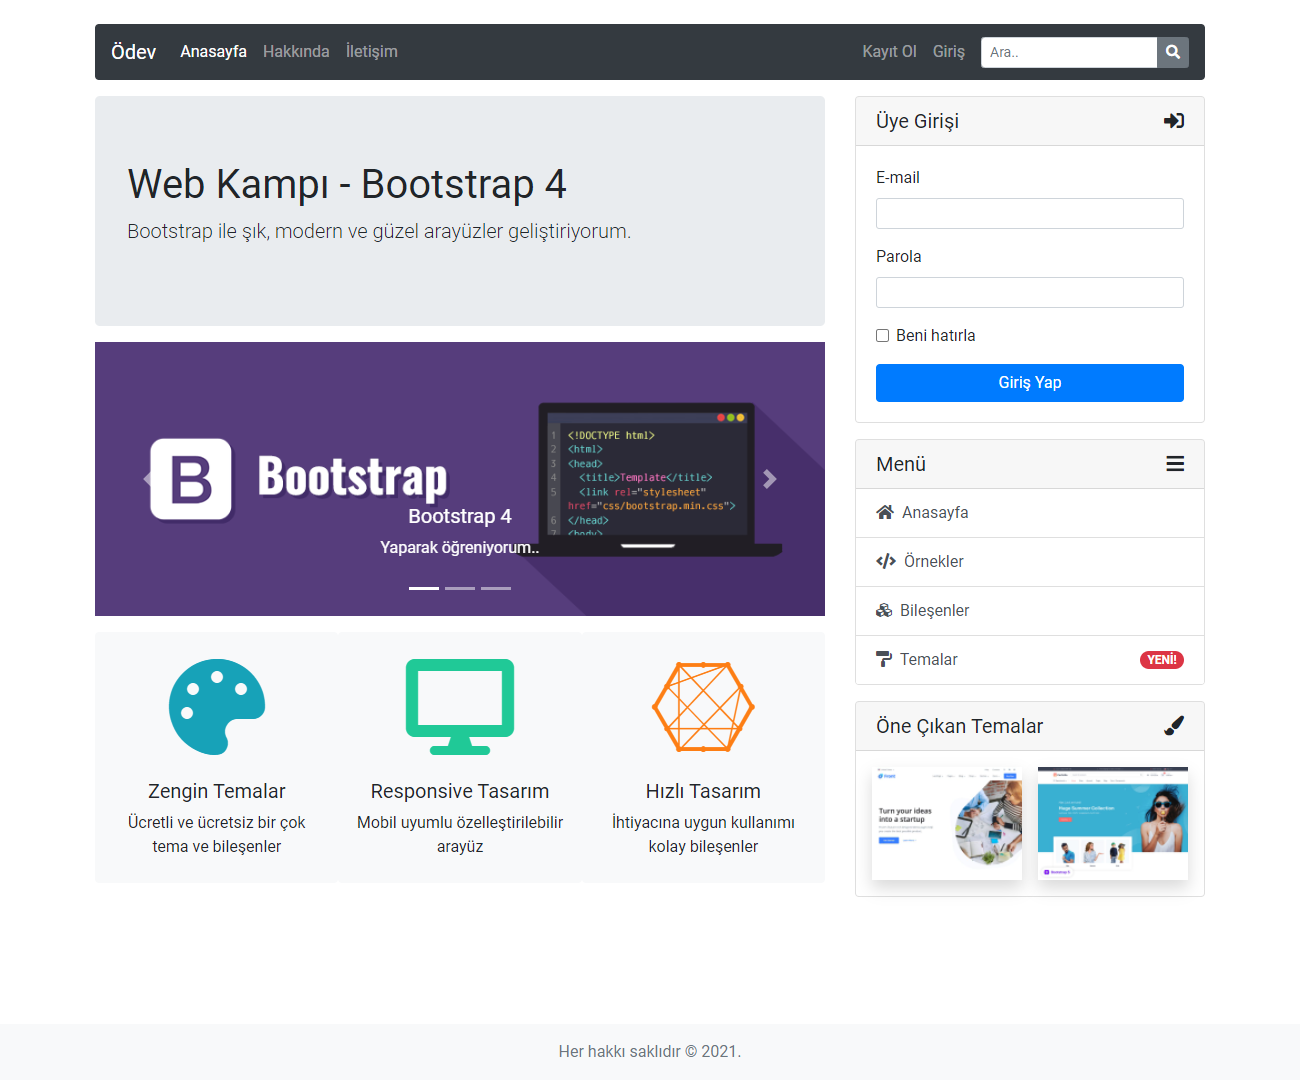 Ödev Anasayfa Hakkında İletişim Kayıt Ol Giriş Ara..
Web Kampı - Bootstrap 4
Bootstrap ile şık, modern ve güzel arayüzler geliştiriyorum.
B Bootstrap
1 <!DOCTYPE html>
2 <html>
3 <head>
4 <title>Template</title>
5 <link rel="stylesheet"
href="css/bootstrap.min.css">
6 </head>
7 <body>
Bootstrap 4
Yaparak öğreniyorum..
Zengin Temalar
Ücretli ve ücretsiz bir çok
tema ve bileşenler
Responsive Tasarım
Mobil uyumlu özelleştirilebilir
arayüz
Hızlı Tasarım
İhtiyacına uygun kullanımı
kolay bileşenler
Üye Girişi
E-mail
Parola
Beni hatırla
Giriş Yap
Menü
Anasayfa
Örnekler
Bileşenler
Temalar YENİ!
Öne Çıkan Temalar
Turn your ideas
into a startup
Huge Summer Collection
Bootstrap 5
Her hakkı saklıdır © 2021.